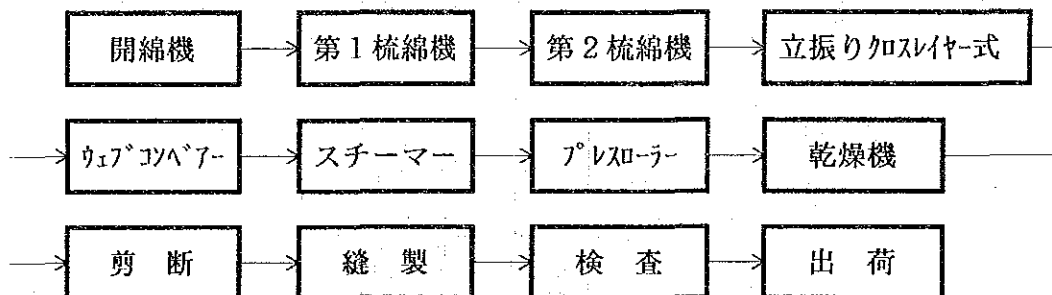 開綿機 第1梳綿機 第2梳綿機 立振りクロスレイヤー式
ウェブコンベアー スチーマー プレスローラー 乾燥機
剪断 縫製 検査 出荷